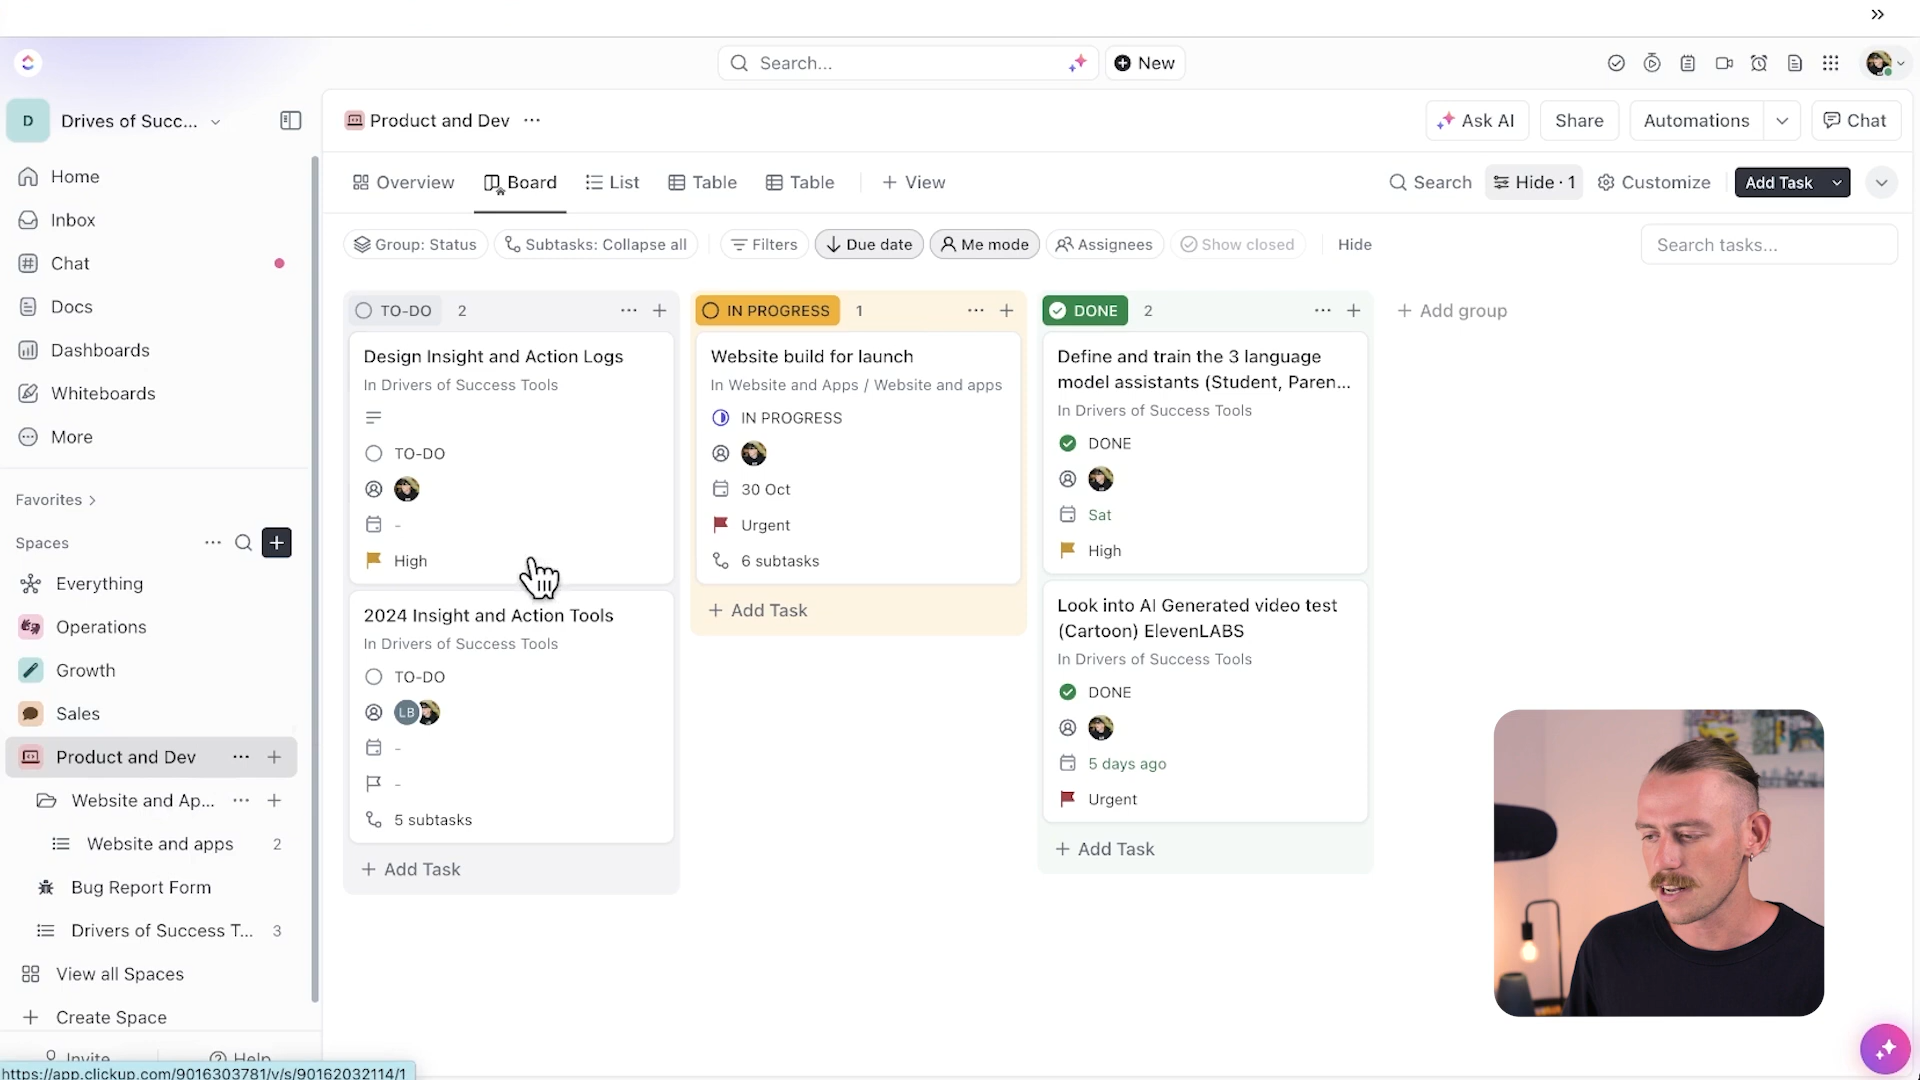 Search...
New
D
Drives of Succ...
Product and Dev
Ask AI
Share
Automations
Chat
Home
Inbox
Chat
Docs
Dashboards
Whiteboards
More
Favorites
Spaces
Everything
Operations
Growth
Sales
Product and Dev
Website and Ap...
Website and apps 2
Bug Report Form
Drivers of Success T... 3
View all Spaces
Create Space
Invite
Help
https://app.clickup.com/9016303781/v/s/90162032114/1
Overview
Board
List
Table
Table
+ View
Search
Hide · 1
Customize
Add Task
Group: Status
Subtasks: Collapse all
Filters
Due date
Me mode
Assignees
Show closed
Hide
Search tasks...
TO-DO 2
Design Insight and Action Logs
In Drivers of Success Tools
TO-DO
-
High
2024 Insight and Action Tools
In Drivers of Success Tools
TO-DO
LB
-
-
5 subtasks
+ Add Task
IN PROGRESS 1
Website build for launch
In Website and Apps / Website and apps
IN PROGRESS
30 Oct
Urgent
6 subtasks
+ Add Task
DONE 2
Define and train the 3 language
model assistants (Student, Paren...
In Drivers of Success Tools
DONE
Sat
High
Look into AI Generated video test
(Cartoon) ElevenLABS
In Drivers of Success Tools
DONE
5 days ago
Urgent
+ Add Task
+ Add group